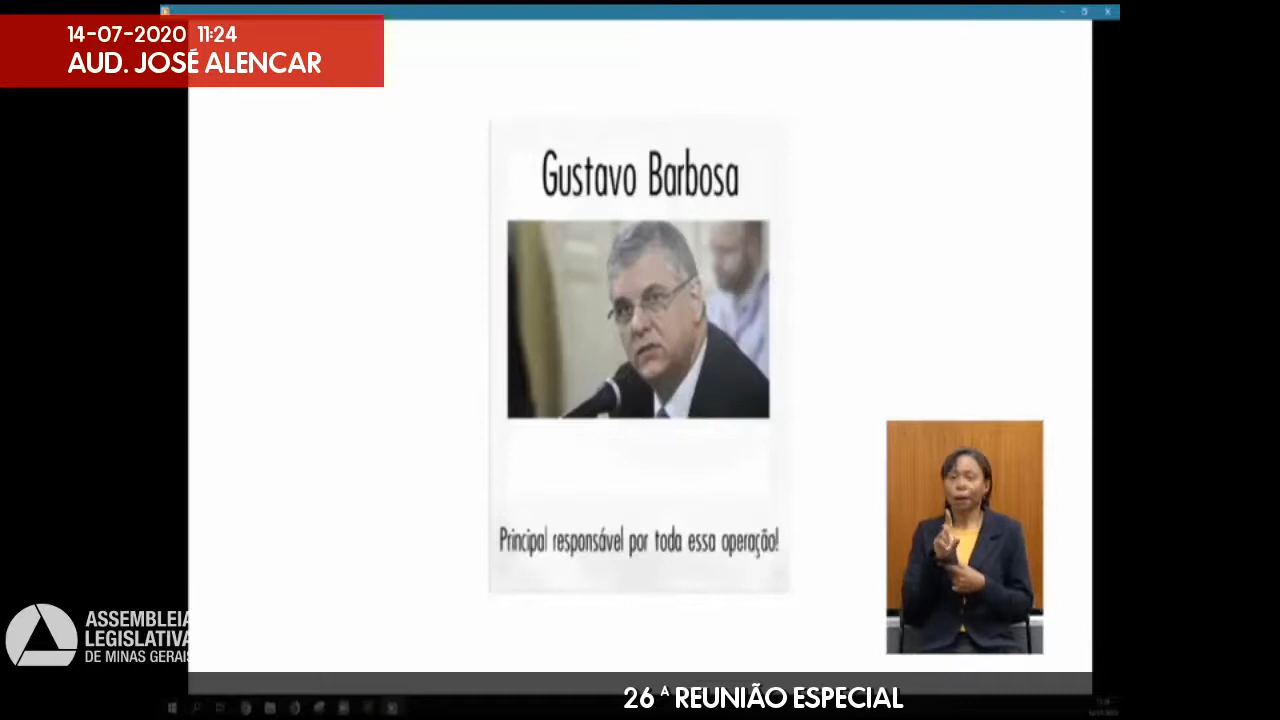 14-07-2020 11:24
AUD. JOSÉ ALENCAR
Gustavo Barbosa
Principal responsável por toda essa operação!
ASSEMBLEIA
LEGISLATIVA
DE MINAS GERAIS
26ª REUNIÃO ESPECIAL